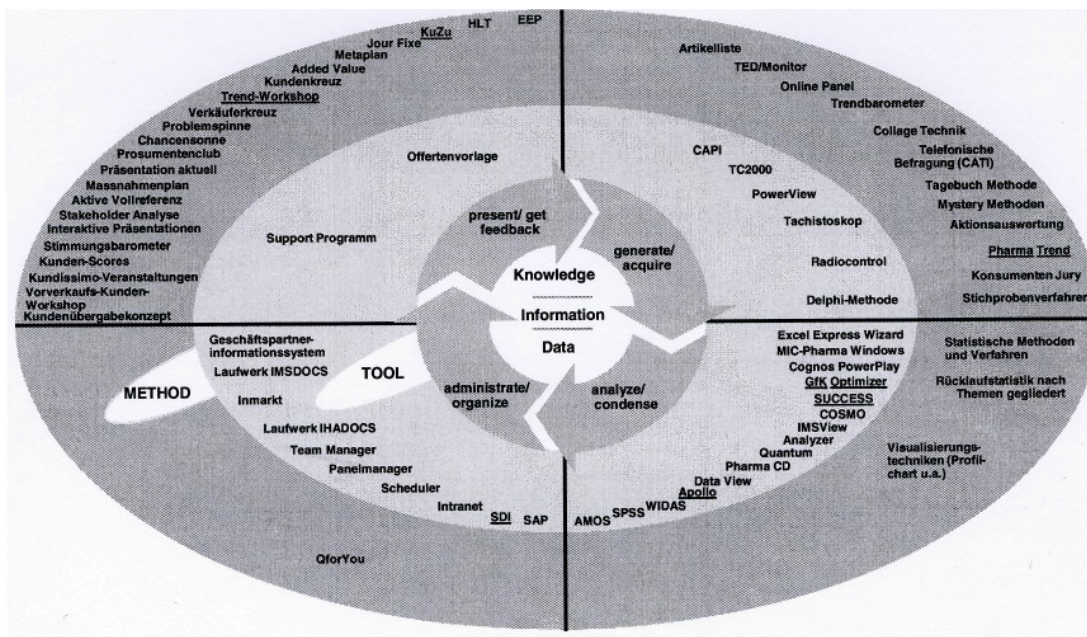 HLT
EEP
KuZu
Jour Fixe
Metaplan
Added Value
Kundenkreuz
Trend-Workshop
Verkäuferkreuz
Problemspinne
Chancensonne
Prosumentenclub
Präsentation aktuell
Massnahmenplan
Aktive Vollreferenz
Stakeholder Analyse
Interaktive Präsentationen
Stimmungsbarometer
Kunden-Scores
Kundissimo-Veranstaltungen
Vorverkaufs-Kunden-
Workshop
Kundenübergabekonzept
Offertenvorlage
Support Programm
present/ get
feedback
Artikelliste
TED/Monitor
Online Panel
Trendbarometer
Collage Technik
Telefonische
Befragung (CATI)
Tagebuch Methode
Mystery Methoden
Aktionsauswertung
Pharma Trend
Konsumenten Jury
Stichprobenverfahren
CAPI
TC2000
PowerView
Tachistoskop
Radiocontrol
Delphi-Methode
generate/
acquire
Knowledge
Information
Data
METHOD
TOOL
Geschäftspartner-
informationssystem
Laufwerk IMSDOCS
Inmarkt
Laufwerk IHADOCS
Team Manager
Panelmanager
Scheduler
Intranet
SDI
SAP
QforYou
administrate/
organize
analyze/
condense
Excel Express Wizard
MIC-Pharma Windows
Cognos PowerPlay
GfK Optimizer
SUCCESS
COSMO
IMSView
Analyzer
Quantum
Pharma CD
Data View
Apollo
WIDAS
SPSS
AMOS
Statistische Methoden
und Verfahren
Rücklaufstatistik nach
Themen gegliedert
Visualisierungs-
techniken (Profil-
chart u.a.)